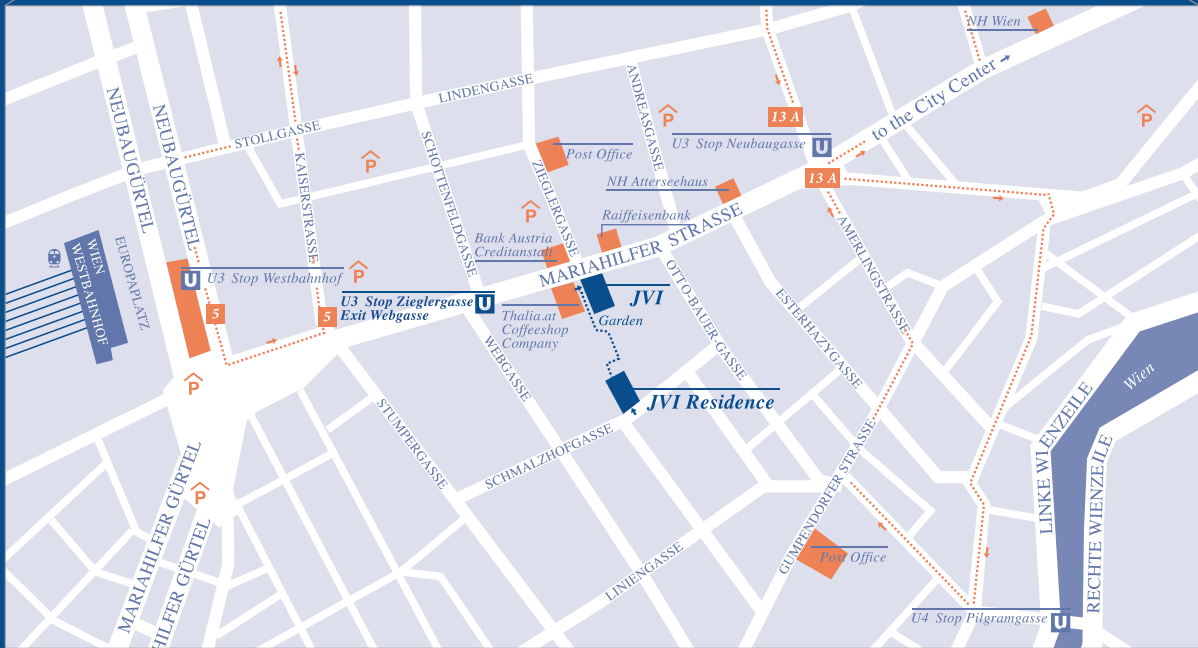 NH Wien
to the City Center
LINDENGASSE
ANDREASGASSE
13 A
NEUBAUGÜRTEL
NEUBAUGÜRTEL
STOLLGASSE
KAISERSTRASSE
SCHOTTENFELDGASSE
ZIEGLERGASSE
P
P
P
P
P
P
P
Post Office
U3 Stop Neubaugasse
U
13 A
NH Atterseehaus
Raiffeisenbank
MARIAHILFER STRASSE
Bank Austria
Creditanstalt
AMERLINGSTRASSE
WIEN
WESTBAHNHOF
EUROPAPLATZ
U
U3 Stop Westbahnhof
5
5
U3 Stop Zieglergasse
Exit Webgasse
U
Thalia.at
Coffeeshop
Company
JVI
Garden
OTTO-BAUER-GASSE
ESTERHAZYGASSE
WEBGASSE
JVI Residence
STUMPERGASSE
SCHMALZHOFGASSE
Wien
LINKE WIENZEILE
RECHTE WIENZEILE
GUMPENDORFER STRASSE
MARIAHILFER GÜRTEL
HILFER GÜRTEL
LINIENGASSE
Post Office
U4 Stop Pilgramgasse
U